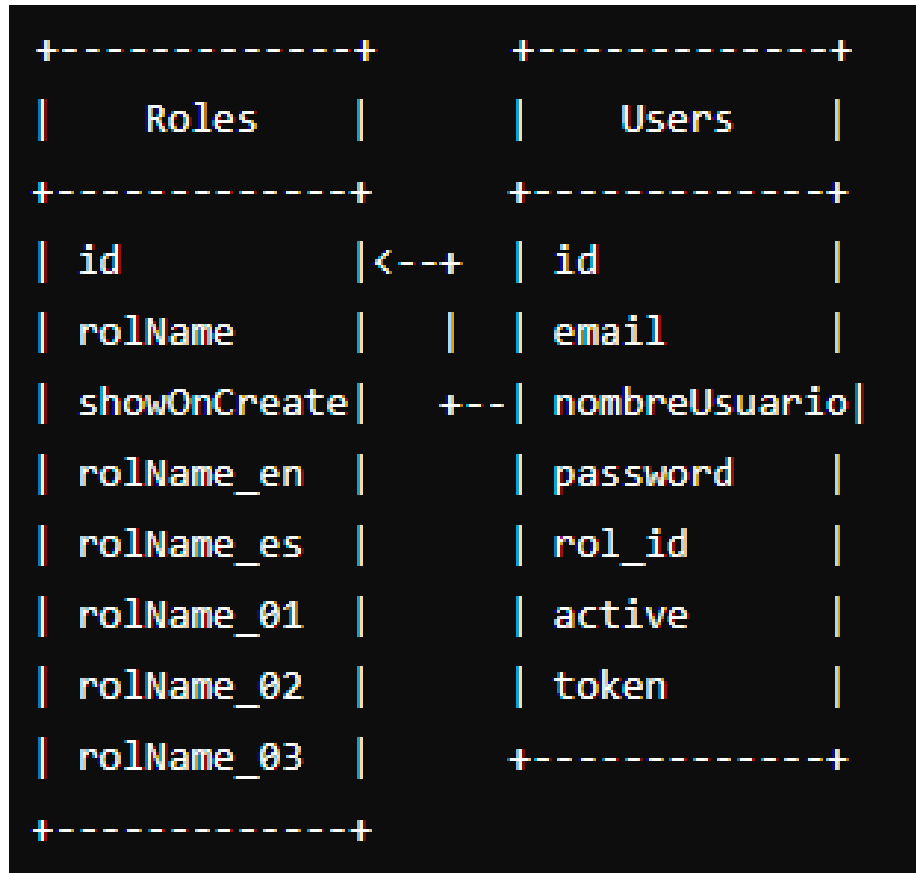 +-------------+      +-------------+
|    Roles    |      |    Users    |
+-------------+      +-------------+
| id          |<--+  | id          |
| rolName     |   |  | email       |
| showOnCreate|   +--| nombreUsuario|
| rolName_en  |      | password    |
| rolName_es  |      | rol_id      |
| rolName_01  |      | active      |
| rolName_02  |      | token       |
| rolName_03  |      +-------------+
+-------------+